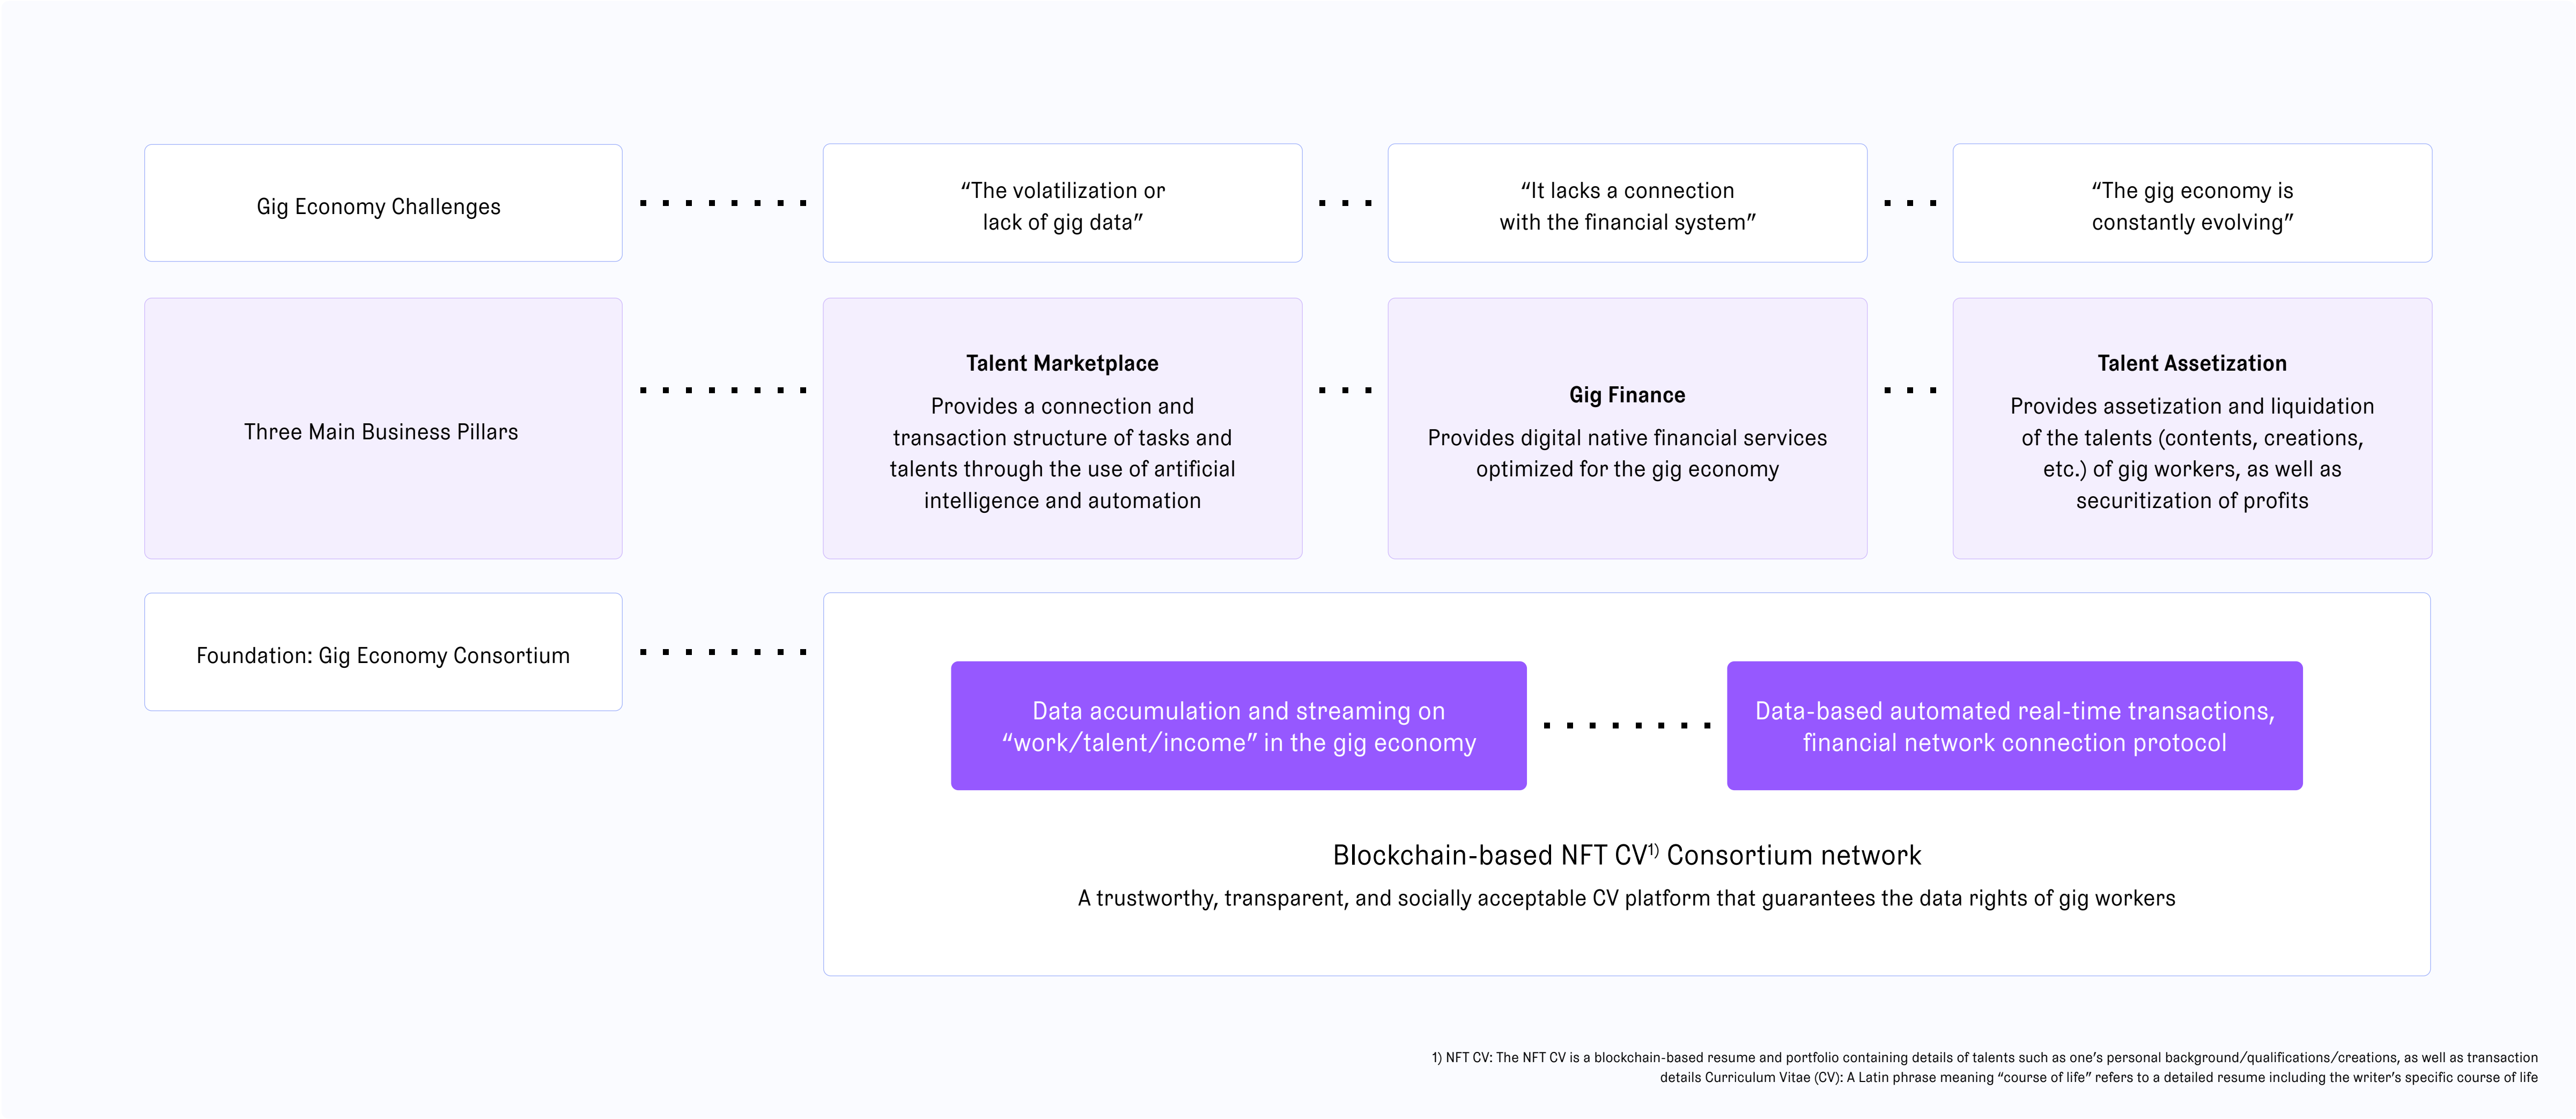 Gig Economy Challenges
“The volatilization or
lack of gig data”
“It lacks a connection
with the financial system”
“The gig economy is
constantly evolving”
Three Main Business Pillars
Talent Marketplace
Provides a connection and
transaction structure of tasks and
talents through the use of artificial
intelligence and automation
Gig Finance
Provides digital native financial services
optimized for the gig economy
Talent Assetization
Provides assetization and liquidation
of the talents (contents, creations,
etc.) of gig workers, as well as
securitization of profits
Foundation: Gig Economy Consortium
Data accumulation and streaming on
“work/talent/income” in the gig economy
Data-based automated real-time transactions,
financial network connection protocol
Blockchain-based NFT CV1) Consortium network
A trustworthy, transparent, and socially acceptable CV platform that guarantees the data rights of gig workers
1) NFT CV: The NFT CV is a blockchain-based resume and portfolio containing details of talents such as one’s personal background/qualifications/creations, as well as transaction
details Curriculum Vitae (CV): A Latin phrase meaning “course of life” refers to a detailed resume including the writer’s specific course of life